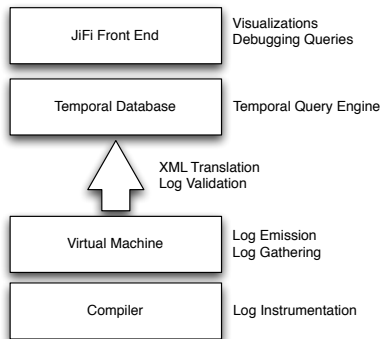 JiFi Front End
Visualizations
Debugging Queries
Temporal Database
Temporal Query Engine
XML Translation
Log Validation
Virtual Machine
Log Emission
Log Gathering
Compiler
Log Instrumentation